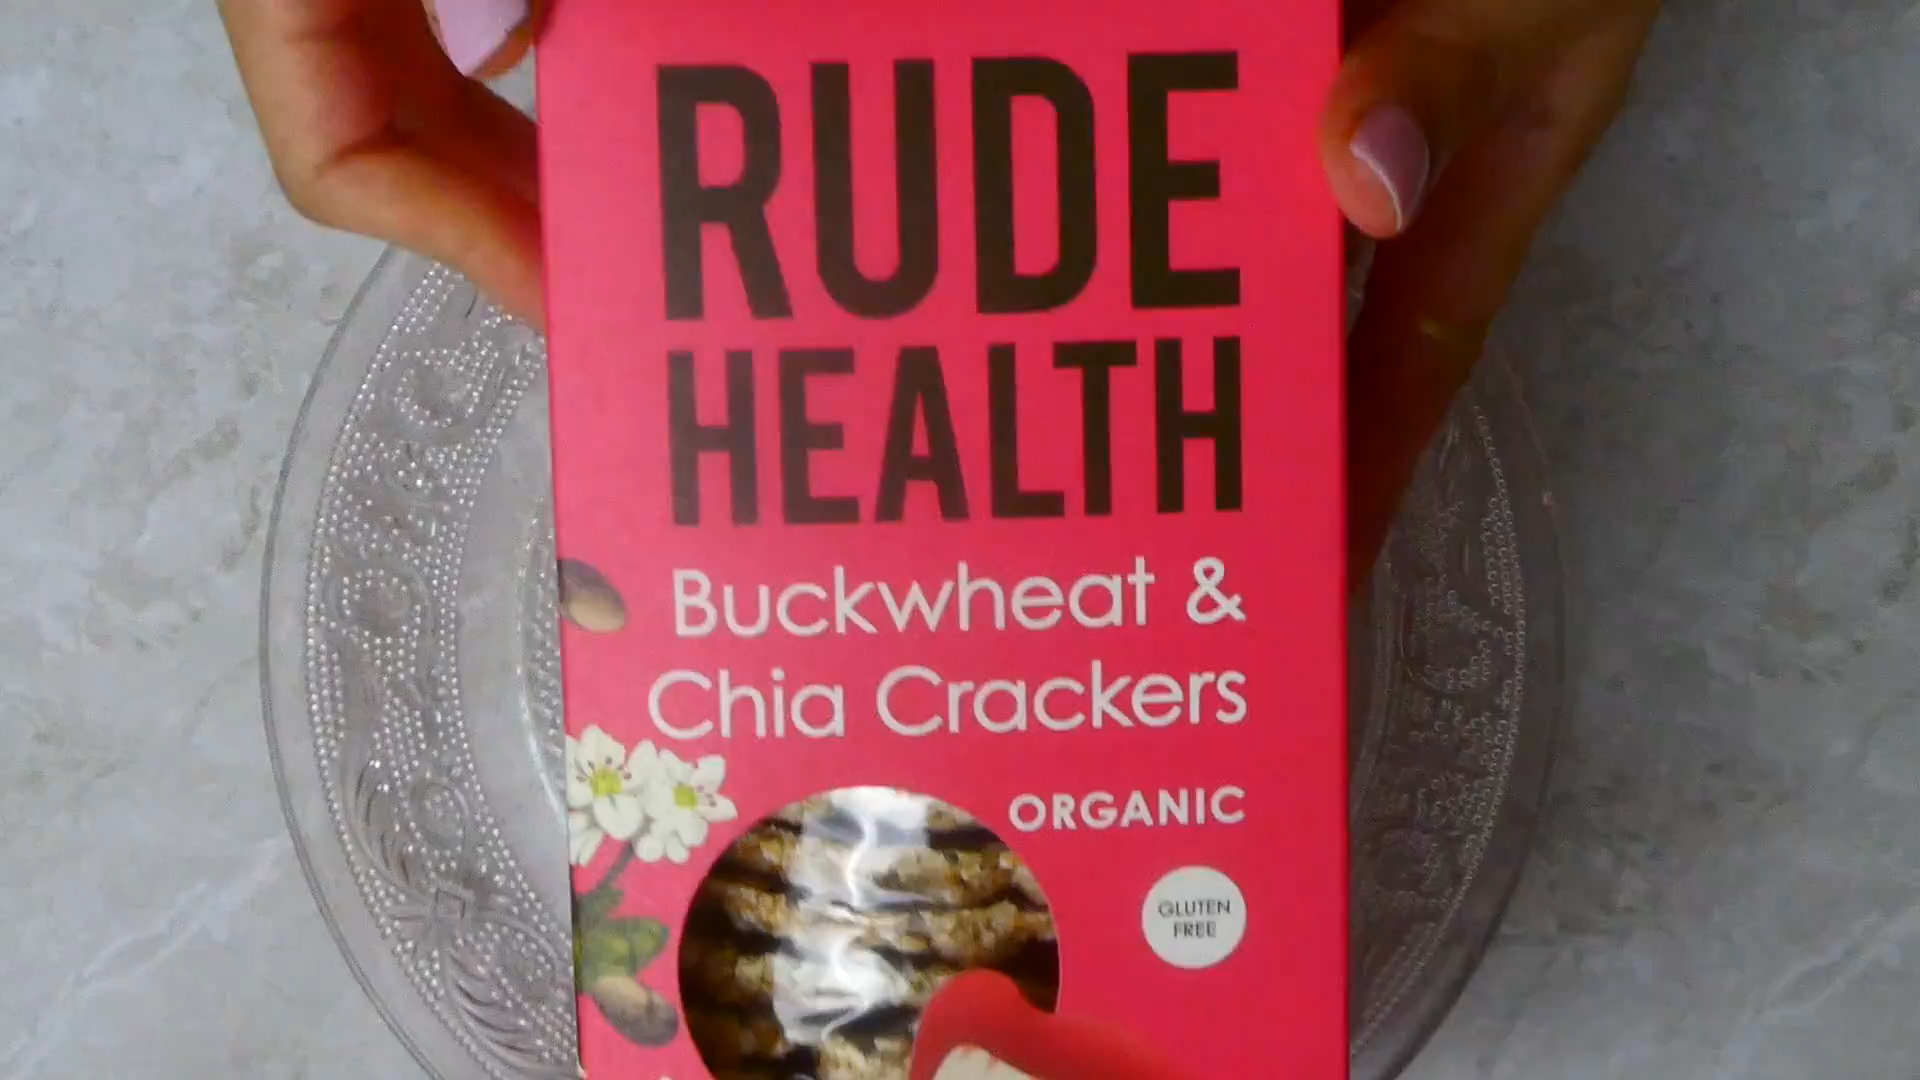 RUDE
HEALTH
Buckwheat &
Chia Crackers
ORGANIC
GLUTEN
FREE